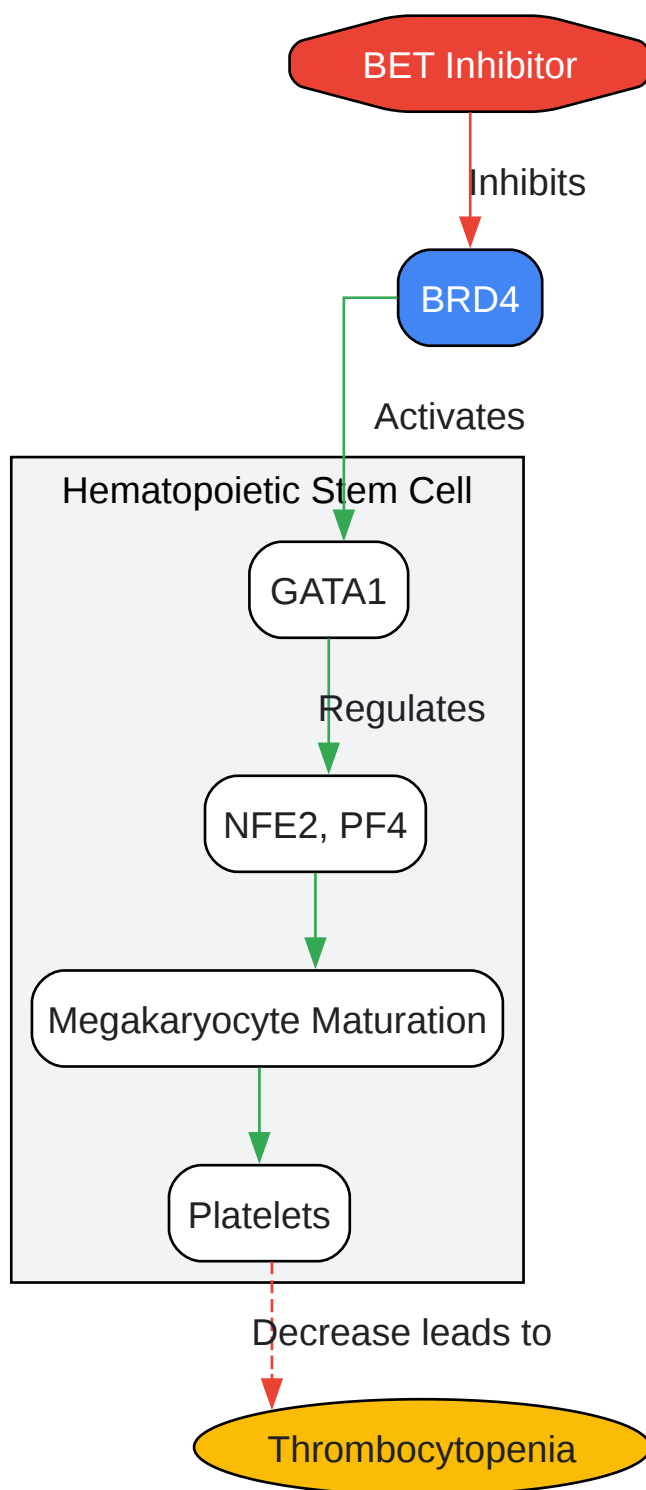 BET Inhibitor
Inhibits
BRD4
Activates
Hematopoietic Stem Cell
GATA1
Regulates
NFE2, PF4
Megakaryocyte Maturation
Platelets
Decrease leads to
Thrombocytopenia